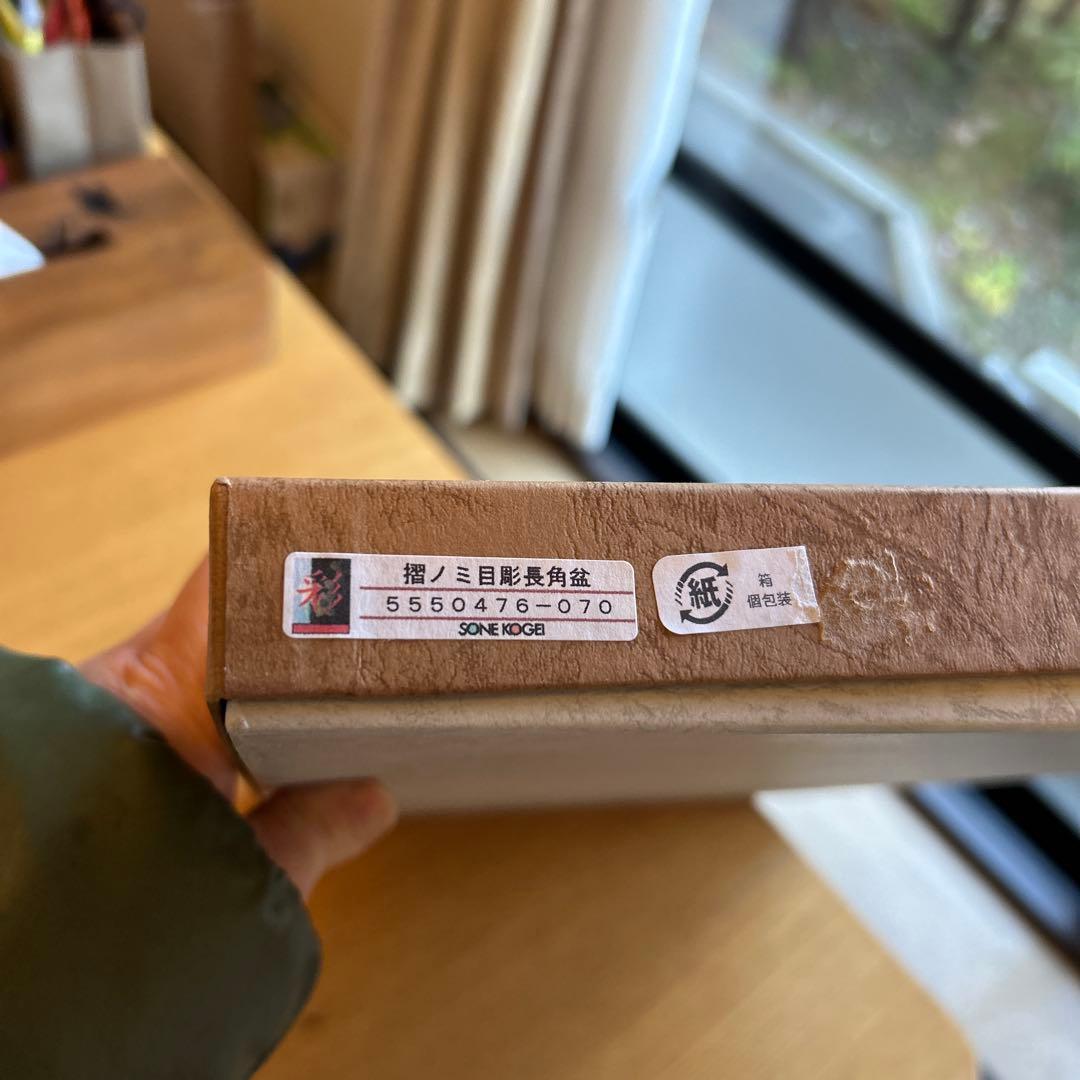 彩
摺ノミ目彫長角盆
5550476-070
SONE KOGEI
紙
箱
個包装